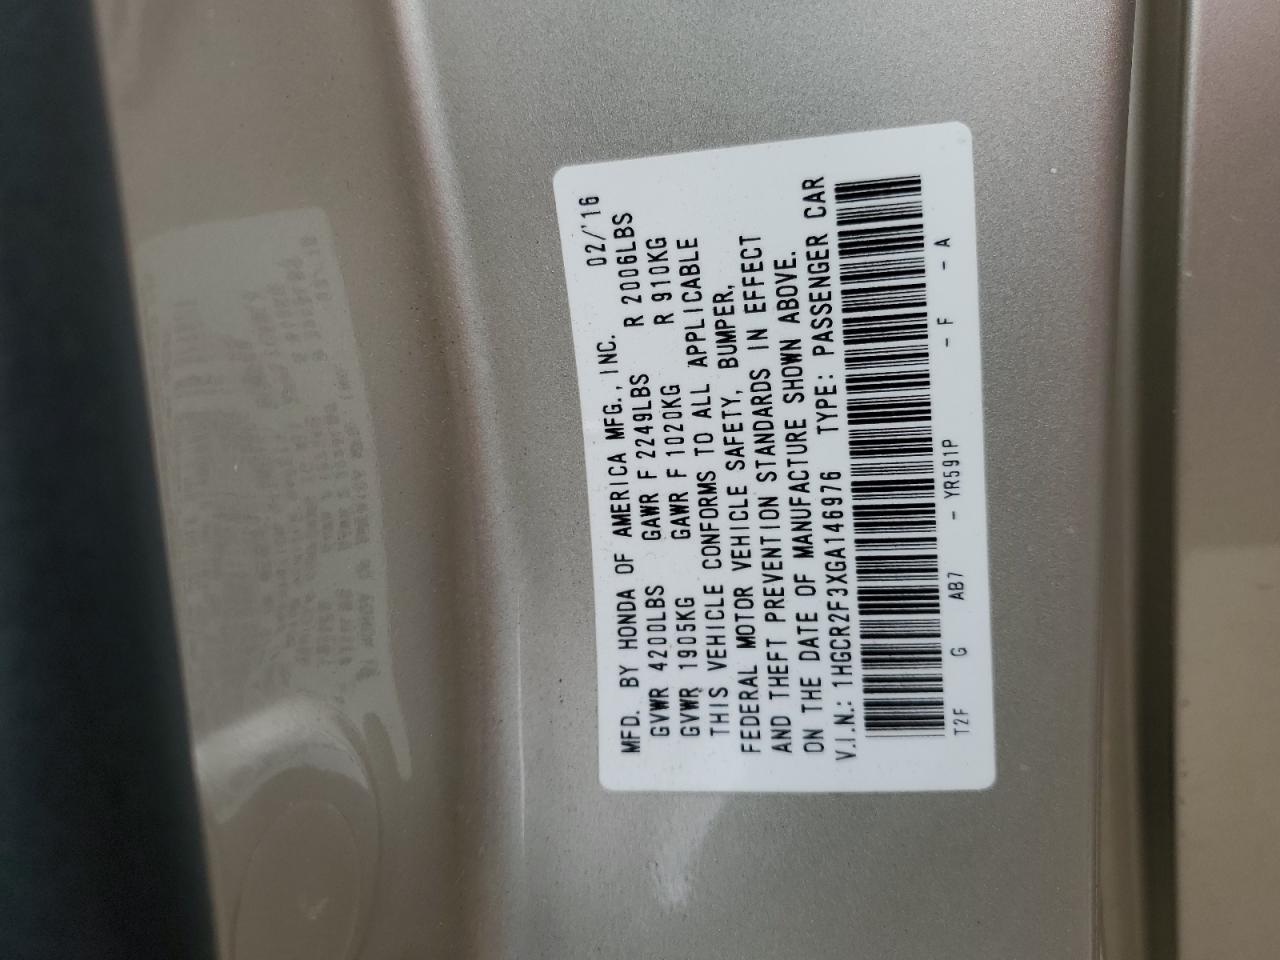 MFD. BY HONDA OF AMERICA MFG., INC. 02/'16
GVWR 4200LBS GAWR F 2249LBS R 2006LBS
GVWR 1905KG GAWR F 1020KG R 910KG
THIS VEHICLE CONFORMS TO ALL APPLICABLE
FEDERAL MOTOR VEHICLE SAFETY, BUMPER,
AND THEFT PREVENTION STANDARDS IN EFFECT
ON THE DATE OF MANUFACTURE SHOWN ABOVE.
V.I.N.: 1HGCR2F3XGA146976 TYPE: PASSENGER CAR
T2F G AB7 - YR591P - F - A